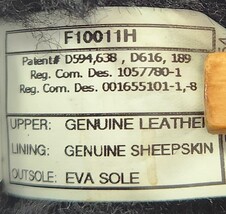 F10011H
Patent# D594,638 , D616, 189
Reg. Com. Des. 1057780-1
Reg. Com. Des. 001655101-1,-8
UPPER: GENUINE LEATHE
LINING: GENUINE SHEEPSKIN
OUTSOLE: EVA SOLE